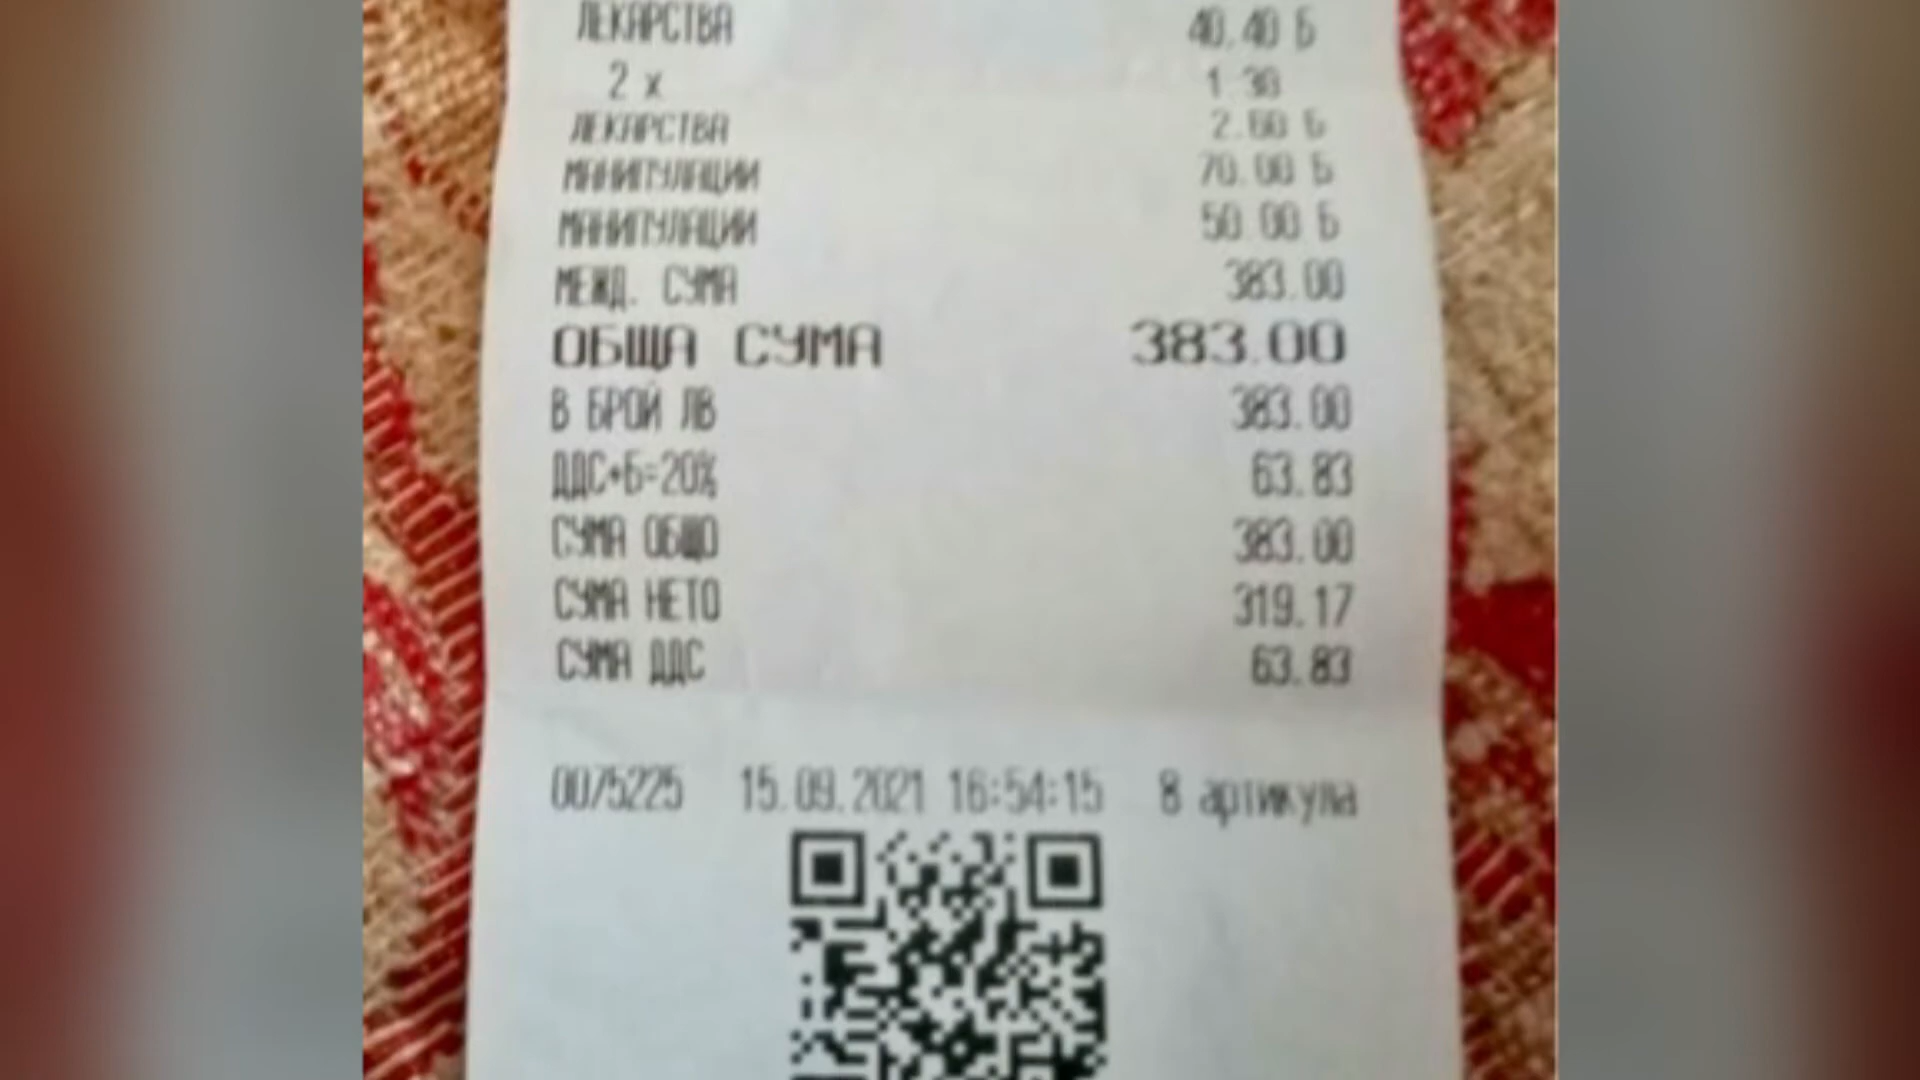 ЛЕКАРСТВА 40.40 Б
2 x 1.30
ЛЕКАРСТВА 2.60 Б
МАНИПУЛАЦИИ 70.00 Б
МАНИПУЛАЦИИ 50.00 Б
МЕЖД. СУМА 383.00
ОБЩА СУМА 383.00
В БРОЙ ЛВ 383.00
ДДС*Б=20% 63.83
СУМА ОБЩО 383.00
СУМА НЕТО 319.17
СУМА ДДС 63.83
0075225 15.09.2021 16:54:15 8 артикула